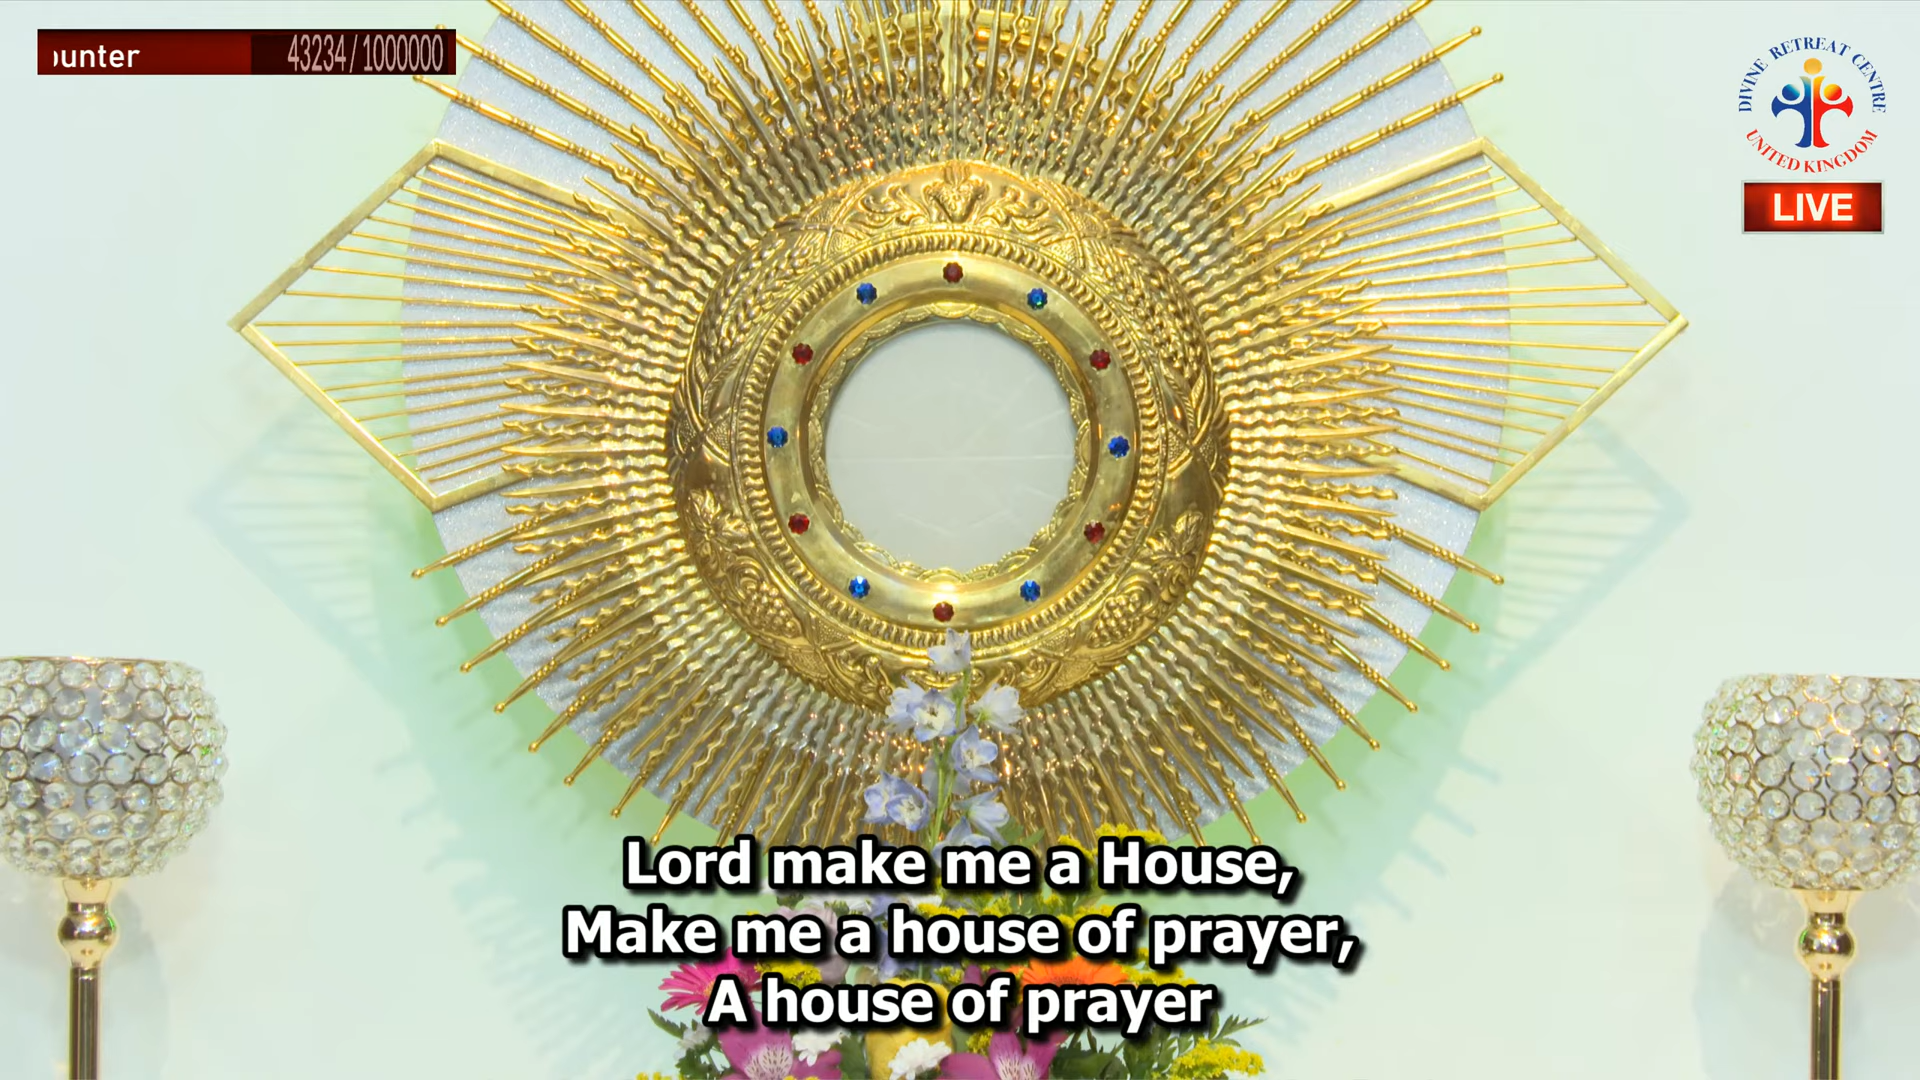 43234/1000000
DIVINE RETREAT CENTRE
UNITED KINGDOM
LIVE
Lord make me a House,
Make me a house of prayer,
A house of prayer